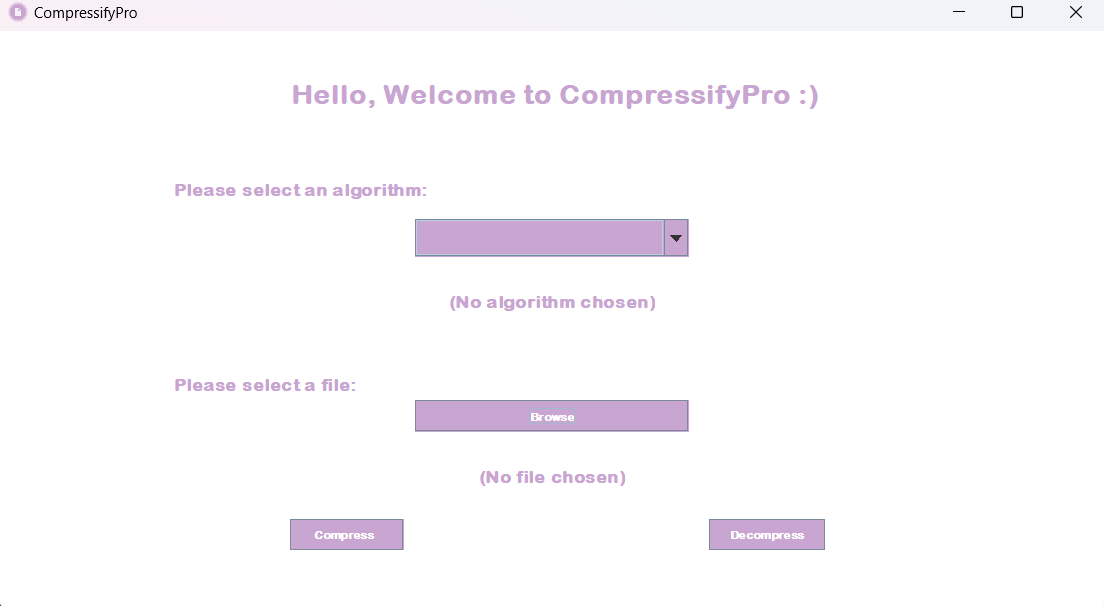 CompressifyPro
Hello, Welcome to CompressifyPro :)
Please select an algorithm:
(No algorithm chosen)
Please select a file:
Browse
(No file chosen)
Compress
Decompress